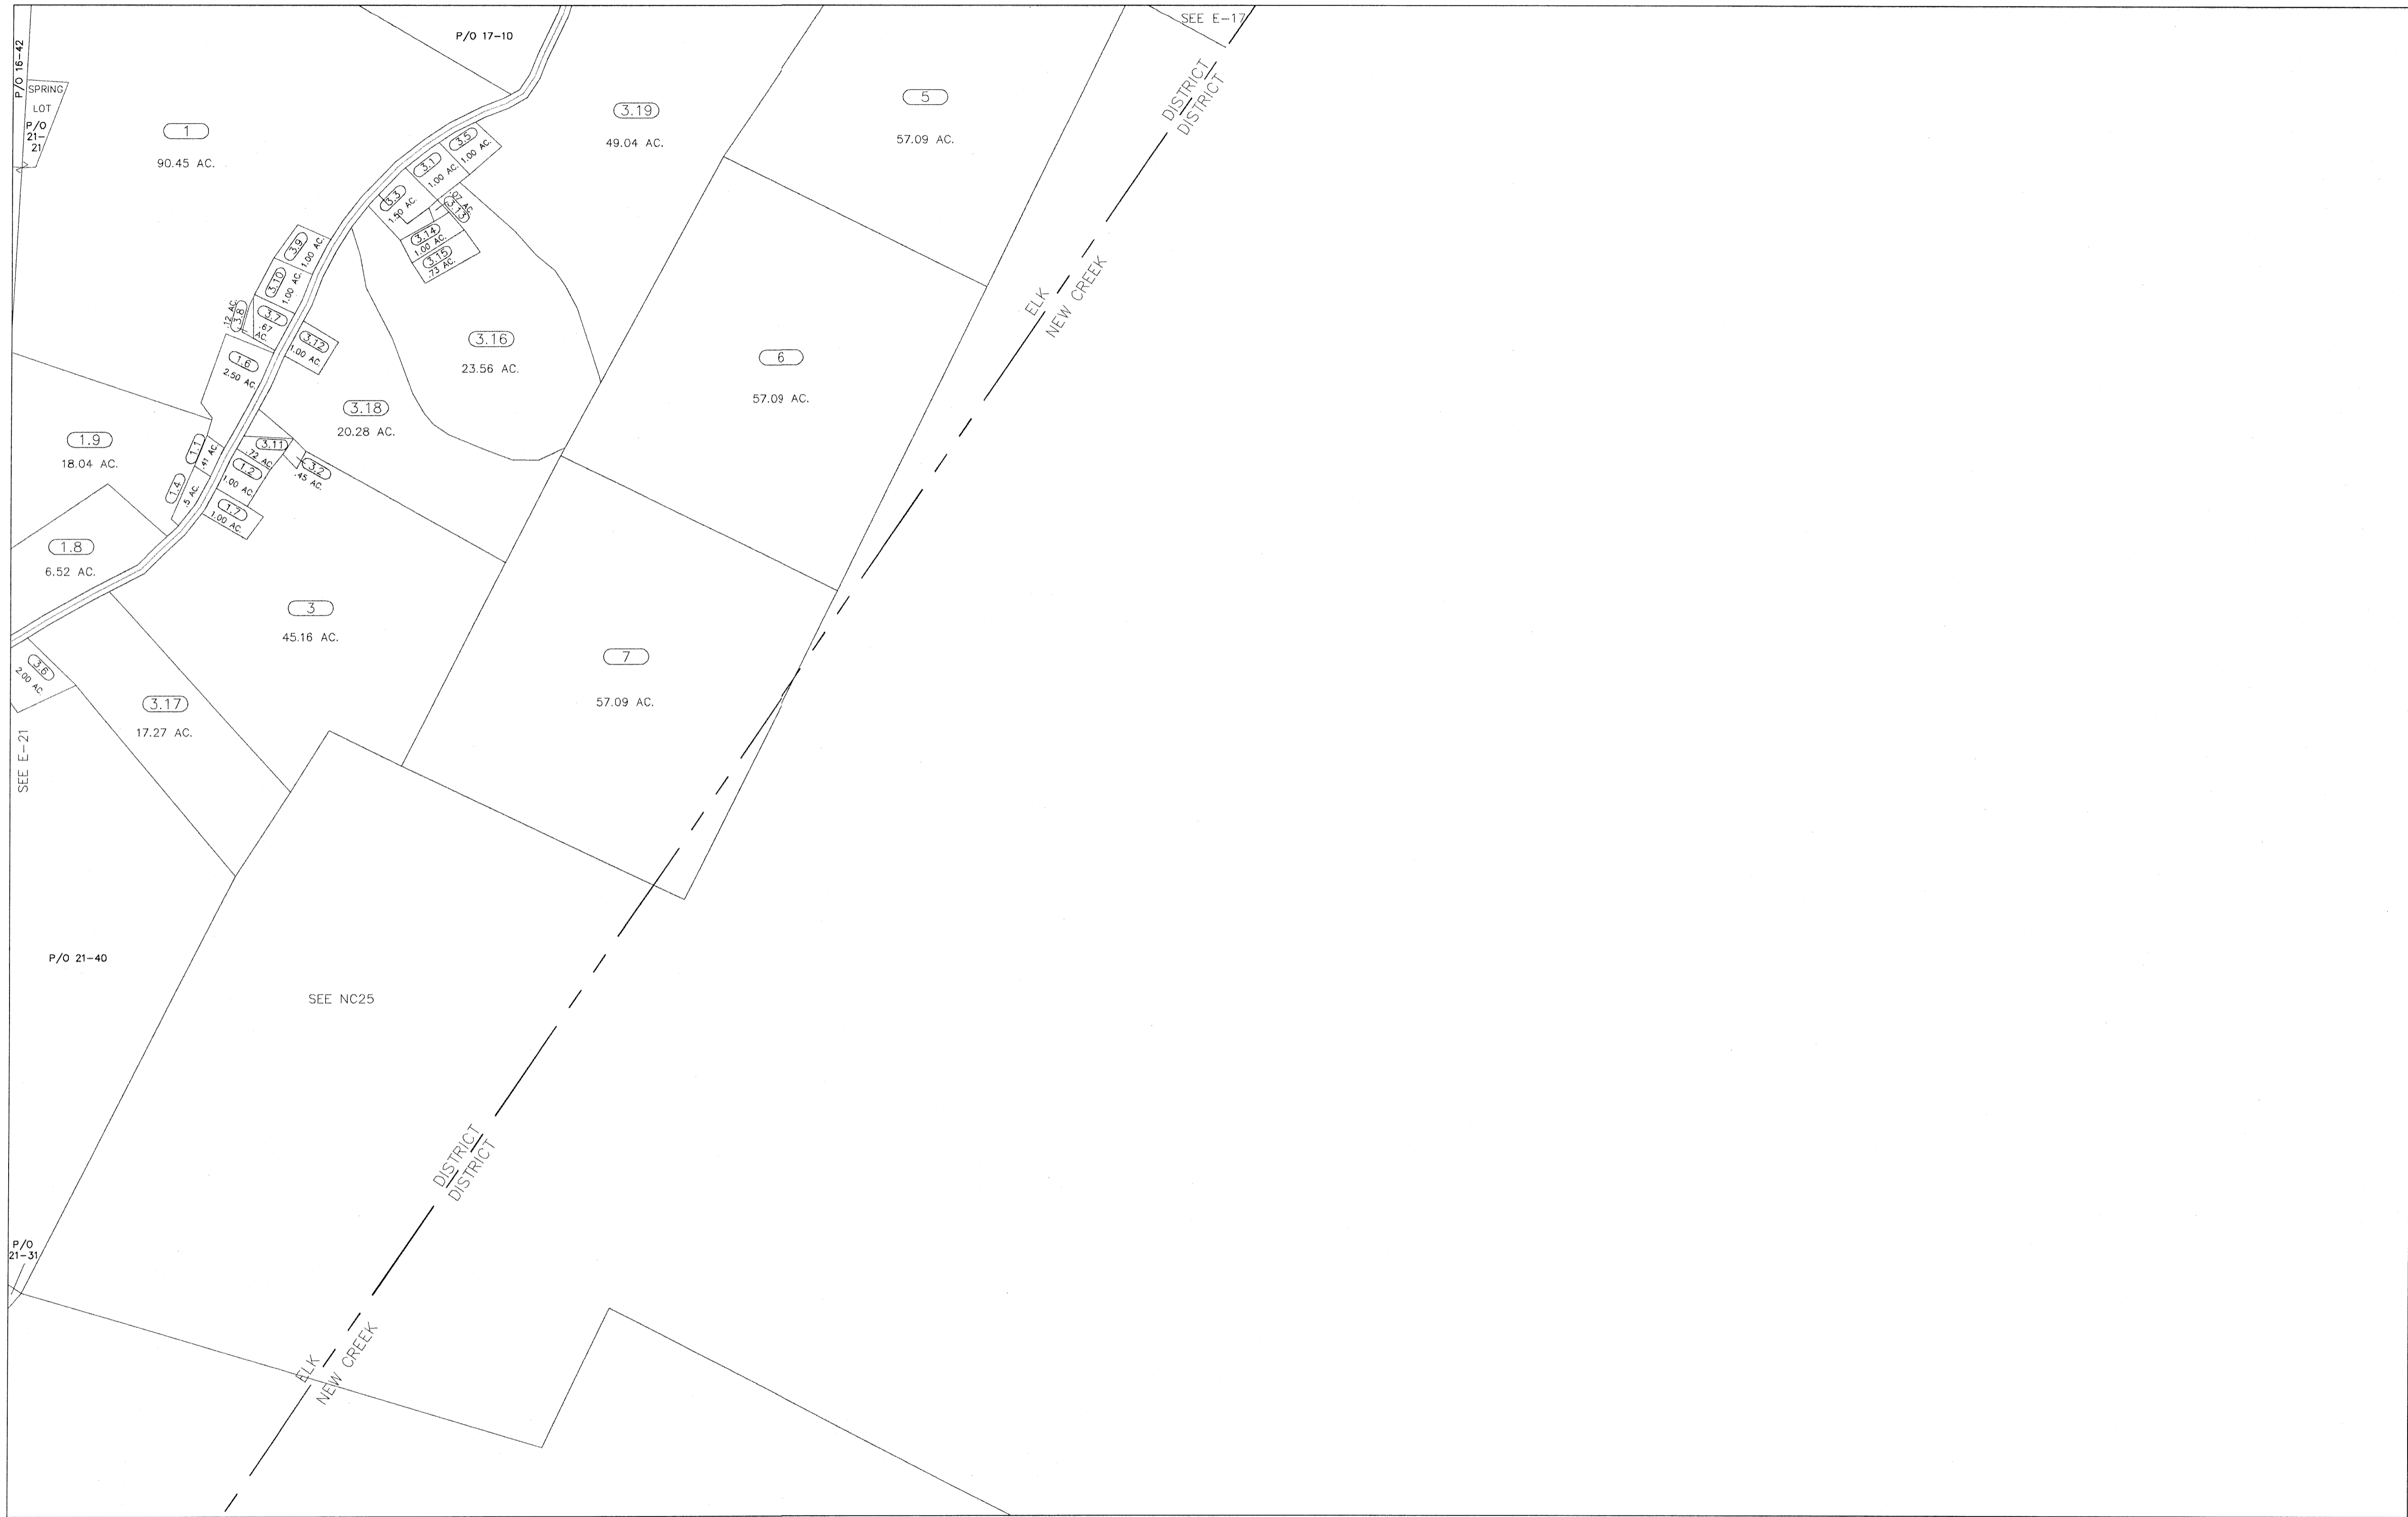 SEE E-17
P/O 16-42
P/O 17-10
SPRING
LOT
P/O
21-
21
1
90.45 AC.
3.19
49.04 AC.
5
57.09 AC.
DISTRICT
DISTRICT
3.5
1.00 AC.
3.1
1.00 AC.
3.3
1.50 AC.
.07 AC.
3.13
3.14
1.00 AC.
3.15
.73 AC.
3.9
1.00 AC.
3.10
1.00 AC.
.12 AC.
3.8
3.7
.67
AC.
3.12
1.00 AC.
ELK
NEW CREEK
3.16
23.56 AC.
6
57.09 AC.
1.6
2.50 AC.
3.18
20.28 AC.
1.9
18.04 AC.
1.1
.41 AC.
3.11
.72 AC.
1.2
1.00 AC.
3.2
.45 AC.
1.4
.5 AC.
1.7
1.00 AC.
1.8
6.52 AC.
3
45.16 AC.
7
57.09 AC.
3.6
2.00 AC.
3.17
17.27 AC.
SEE E-21
P/O 21-40
SEE NC25
DISTRICT
DISTRICT
P/O
21-31
ELK
NEW CREEK